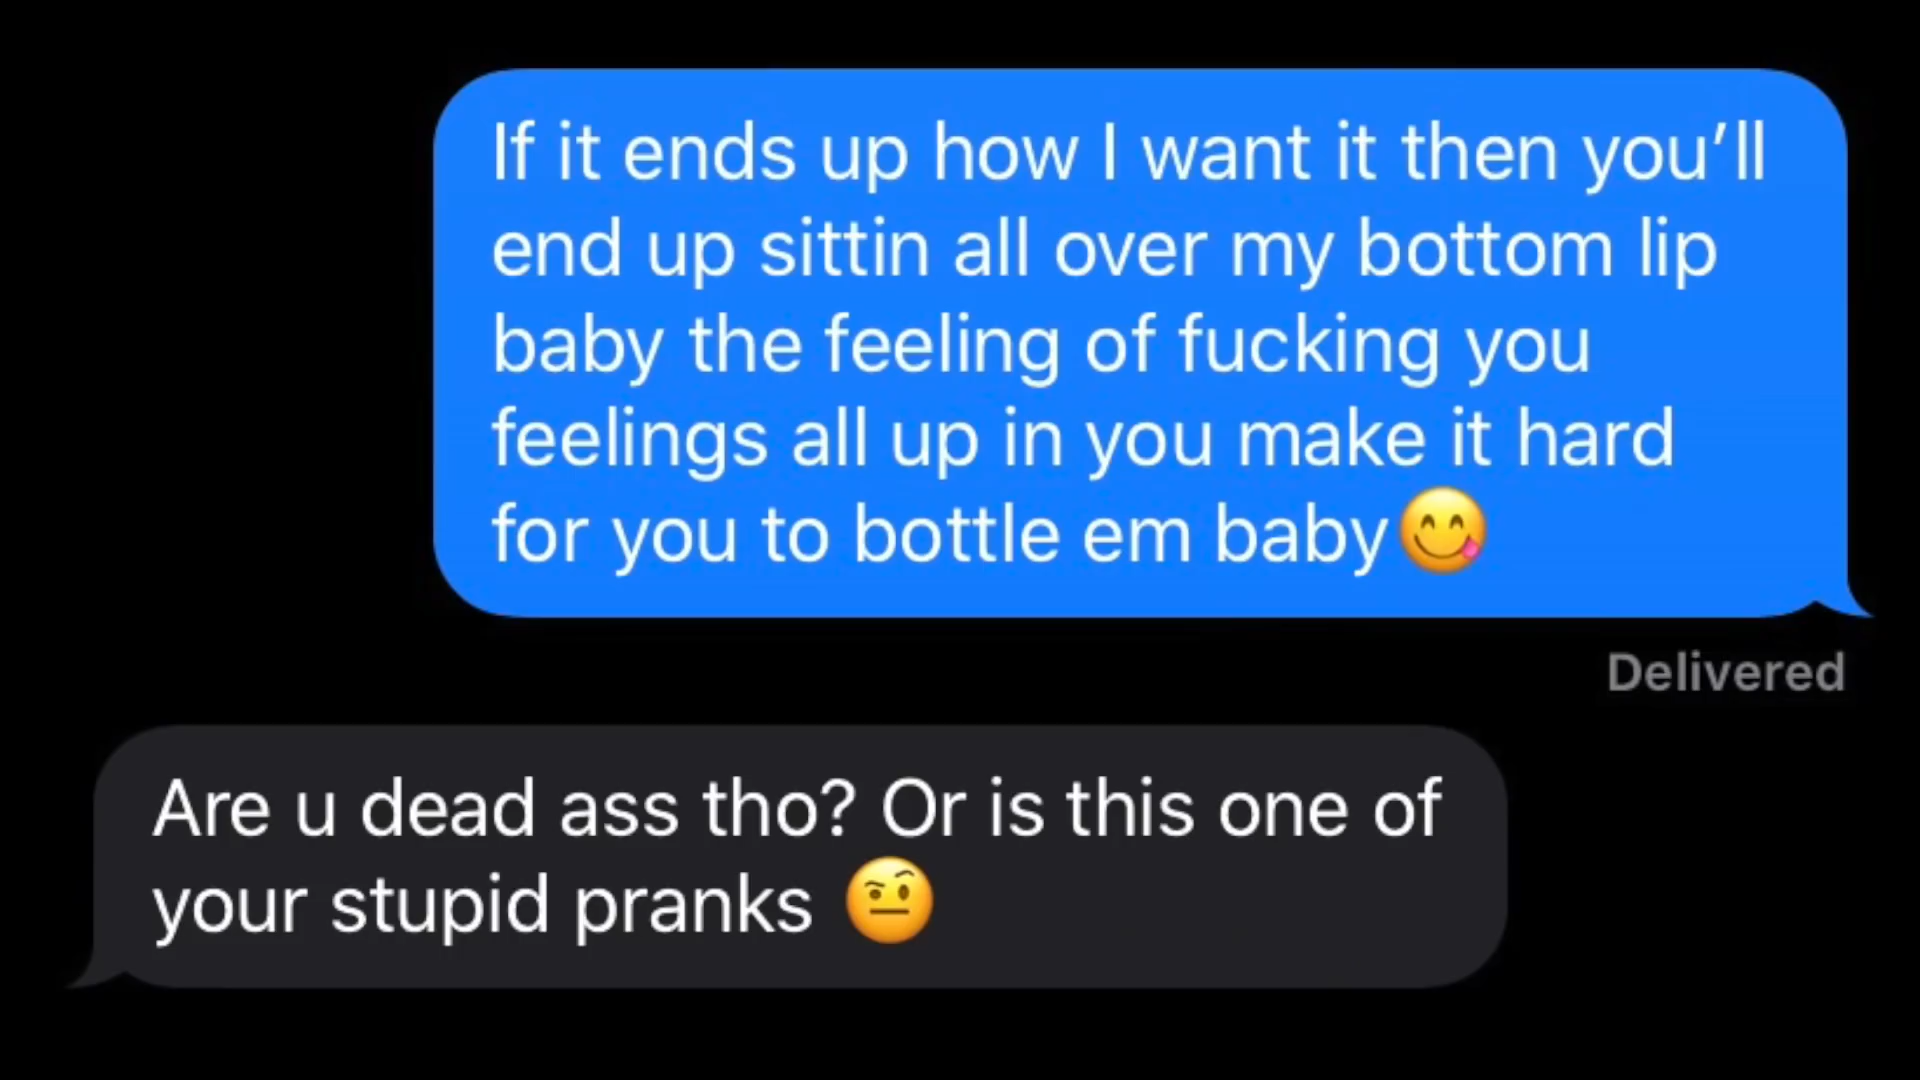 If it ends up how I want it then you’ll
end up sittin all over my bottom lip
baby the feeling of fucking you
feelings all up in you make it hard
for you to bottle em baby😋
Delivered
Are u dead ass tho? Or is this one of
your stupid pranks 🤨